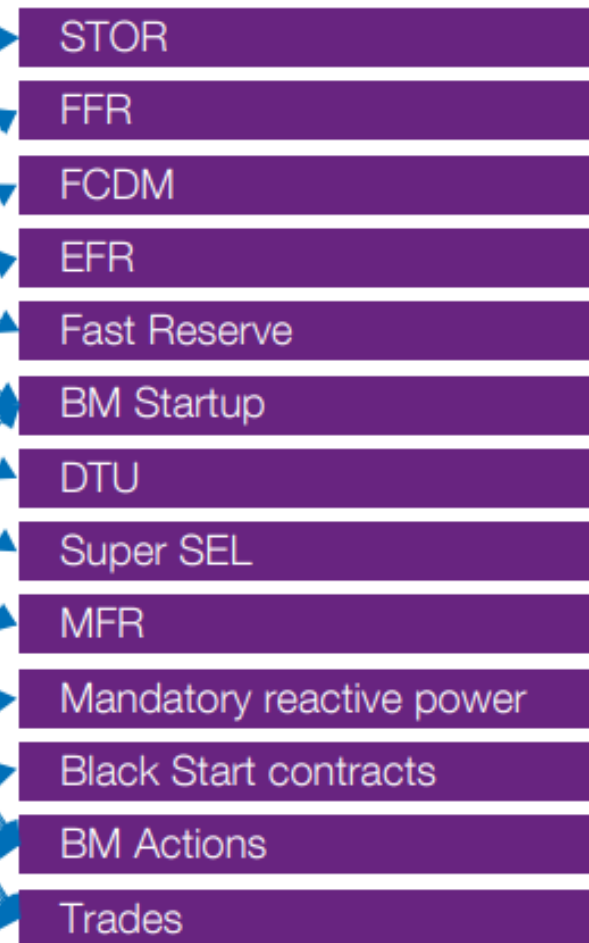 STOR
FFR
FCDM
EFR
Fast Reserve
BM Startup
DTU
Super SEL
MFR
Mandatory reactive power
Black Start contracts
BM Actions
Trades